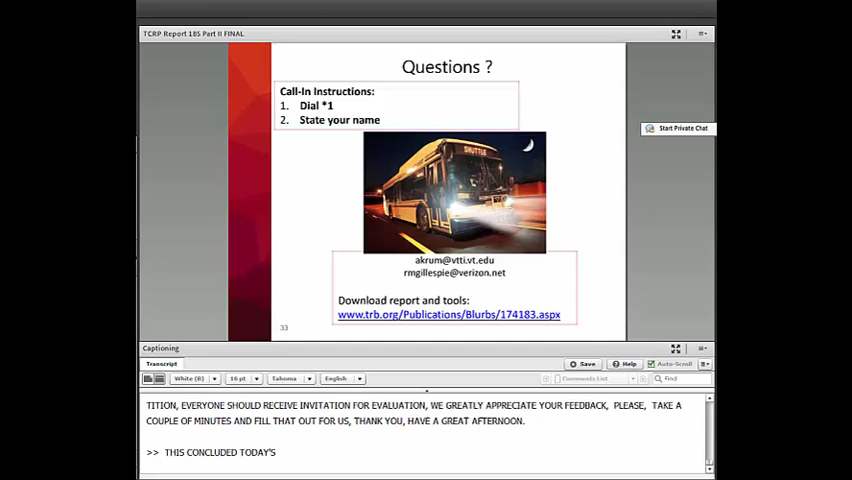 TCRP Report 185 Part II FINAL
Questions ?
Call-In Instructions:
1. Dial *1
2. State your name
Start Private Chat
SHUTTLE
akrum@vtti.vt.edu
rmgillespie@verizon.net
Download report and tools:
www.trb.org/Publications/Blurbs/174183.aspx
33
Captioning
Transcript
Save
Help
Auto-Scroll
White (B)
16 pt
Tahoma
English
Comments List
Find
TITION, EVERYONE SHOULD RECEIVE INVITATION FOR EVALUATION, WE GREATLY APPRECIATE YOUR FEEDBACK, PLEASE, TAKE A
COUPLE OF MINUTES AND FILL THAT OUT FOR US, THANK YOU, HAVE A GREAT AFTERNOON.
>> THIS CONCLUDED TODAY'S